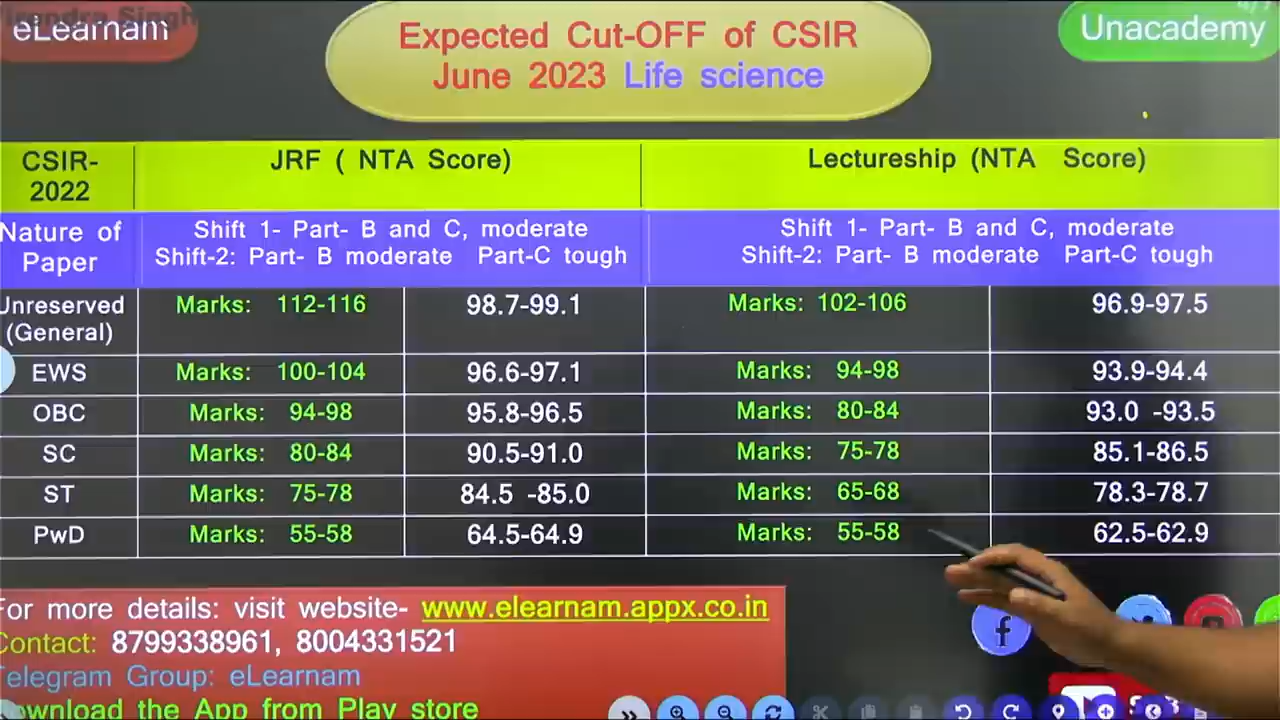 eLearnam
Expected Cut-OFF of CSIR
June 2023 Life science
Unacademy
CSIR-
2022
JRF ( NTA Score)
Lectureship (NTA Score)
Nature of
Paper
Shift 1- Part- B and C, moderate
Shift-2: Part- B moderate Part-C tough
Shift 1- Part- B and C, moderate
Shift-2: Part- B moderate Part-C tough
Unreserved
(General)
Marks: 112-116
98.7-99.1
Marks: 102-106
96.9-97.5
EWS
Marks: 100-104
96.6-97.1
Marks: 94-98
93.9-94.4
OBC
Marks: 94-98
95.8-96.5
Marks: 80-84
93.0 -93.5
SC
Marks: 80-84
90.5-91.0
Marks: 75-78
85.1-86.5
ST
Marks: 75-78
84.5 -85.0
Marks: 65-68
78.3-78.7
PwD
Marks: 55-58
64.5-64.9
Marks: 55-58
62.5-62.9
For more details: visit website- www.elearnam.appx.co.in
Contact: 8799338961, 8004331521
Telegram Group: eLearnam
Download the App from Play store